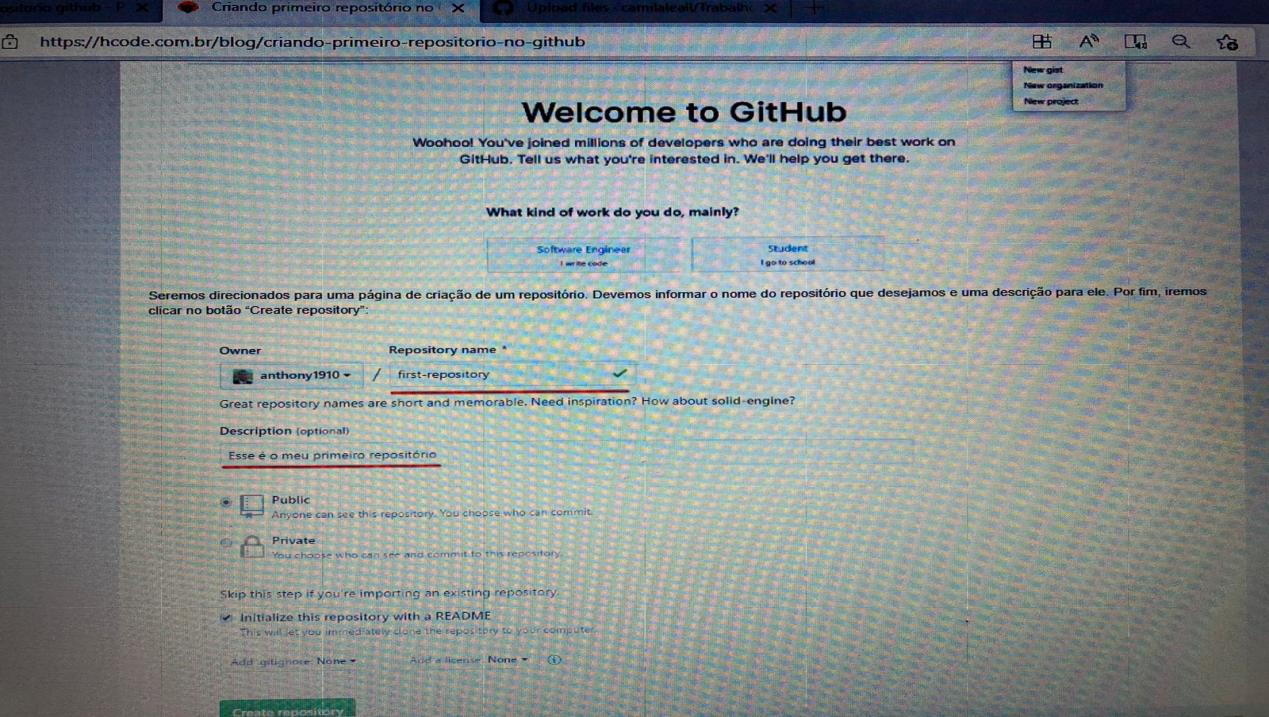 Criando primeiro repositório no
Upload files · camilaleall/Trabalho
https://hcode.com.br/blog/criando-primeiro-repositorio-no-github
New gist
New organization
New project
Welcome to GitHub
Woohoo! You've joined millions of developers who are doing their best work on
GitHub. Tell us what you're interested in. We'll help you get there.
What kind of work do you do, mainly?
Software Engineer Student
I write code I go to school
Seremos direcionados para uma página de criação de um repositório. Devemos informar o nome do repositório que desejamos e uma descrição para ele. Por fim, iremos
clicar no botão “Create repository”:
Owner Repository name *
anthony1910 / first-repository
Great repository names are short and memorable. Need inspiration? How about solid-engine?
Description (optional)
Esse é o meu primeiro repositório
Public
Anyone can see this repository. You choose who can commit.
Private
You choose who can see and commit to this repository.
Skip this step if you're importing an existing repository.
Initialize this repository with a README
This will let you immediately clone the repository to your computer.
Add .gitignore: None Add a license: None
Create repository